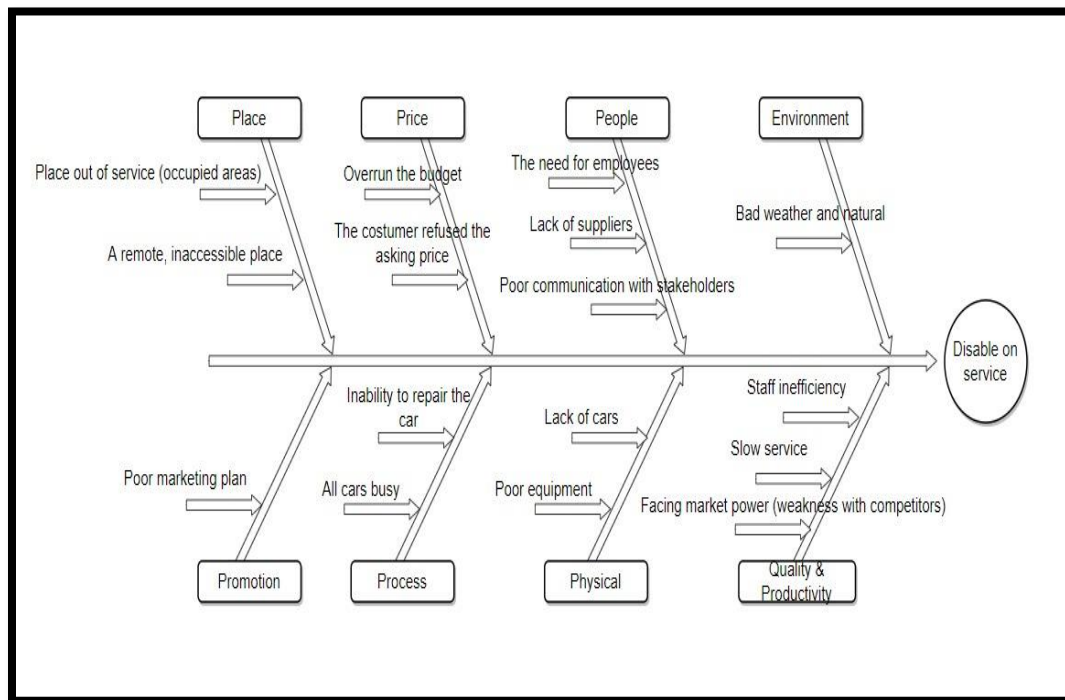 Place
Price
People
Environment
Place out of service (occupied areas)
A remote, inaccessible place
Overrun the budget
The costumer refused the
asking price
The need for employees
Lack of suppliers
Poor communication with stakeholders
Bad weather and natural
Disable on
service
Poor marketing plan
Inability to repair the
car
All cars busy
Lack of cars
Poor equipment
Staff inefficiency
Slow service
Facing market power (weakness with competitors)
Promotion
Process
Physical
Quality &
Productivity